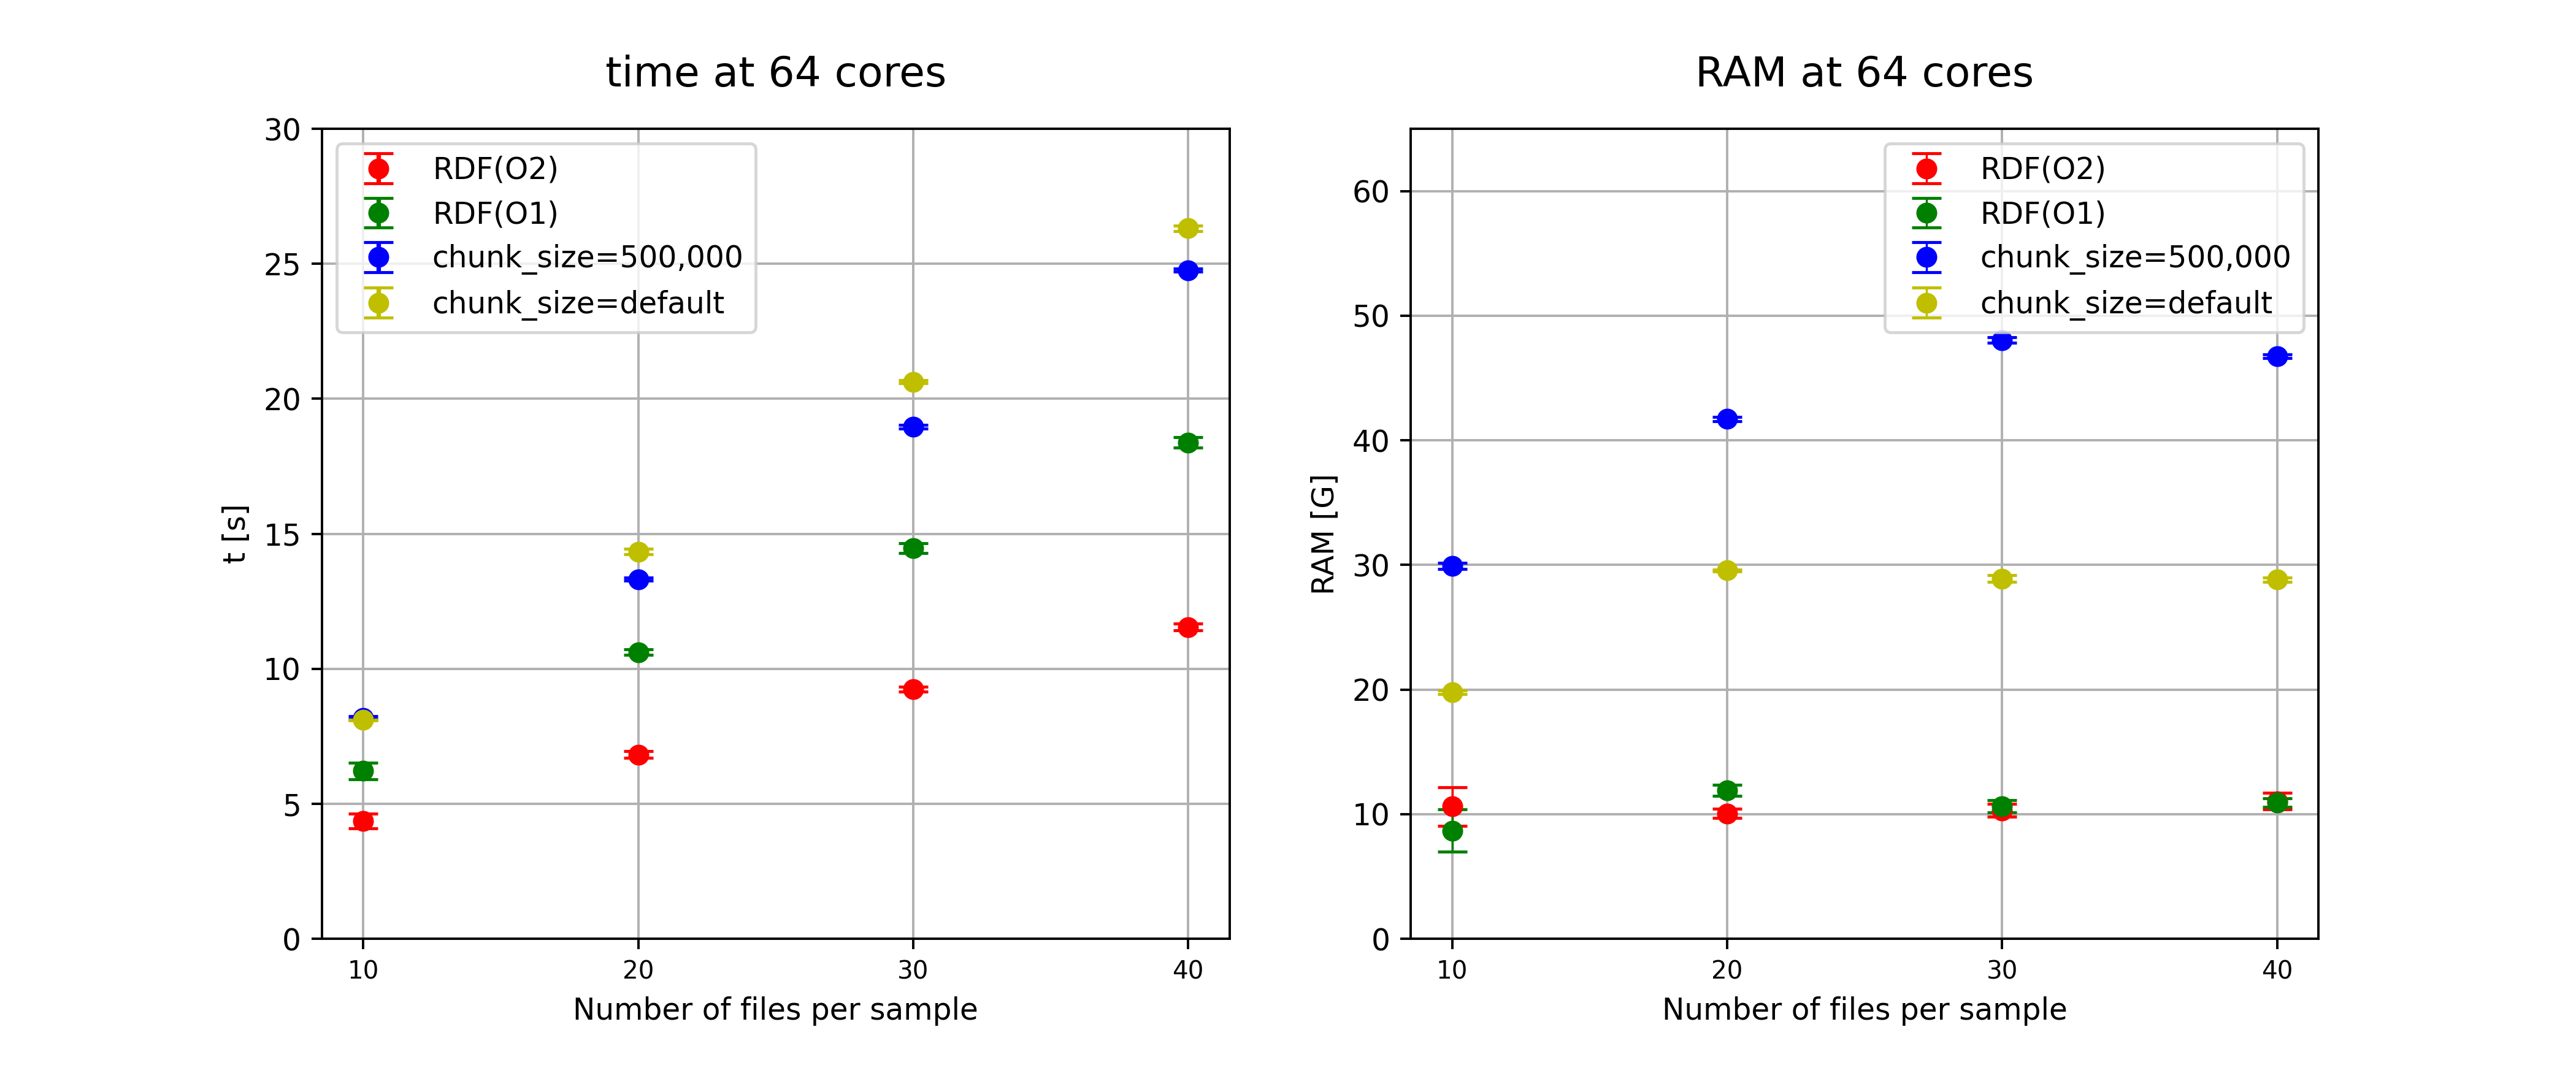 time at 64 cores
30
25
20
15
10
5
0
t [s]
RDF(O2)
RDF(O1)
chunk_size=500,000
chunk_size=default
10 20 30 40
Number of files per sample
RAM at 64 cores
60
50
40
30
20
10
0
RAM [G]
RDF(O2)
RDF(O1)
chunk_size=500,000
chunk_size=default
10 20 30 40
Number of files per sample